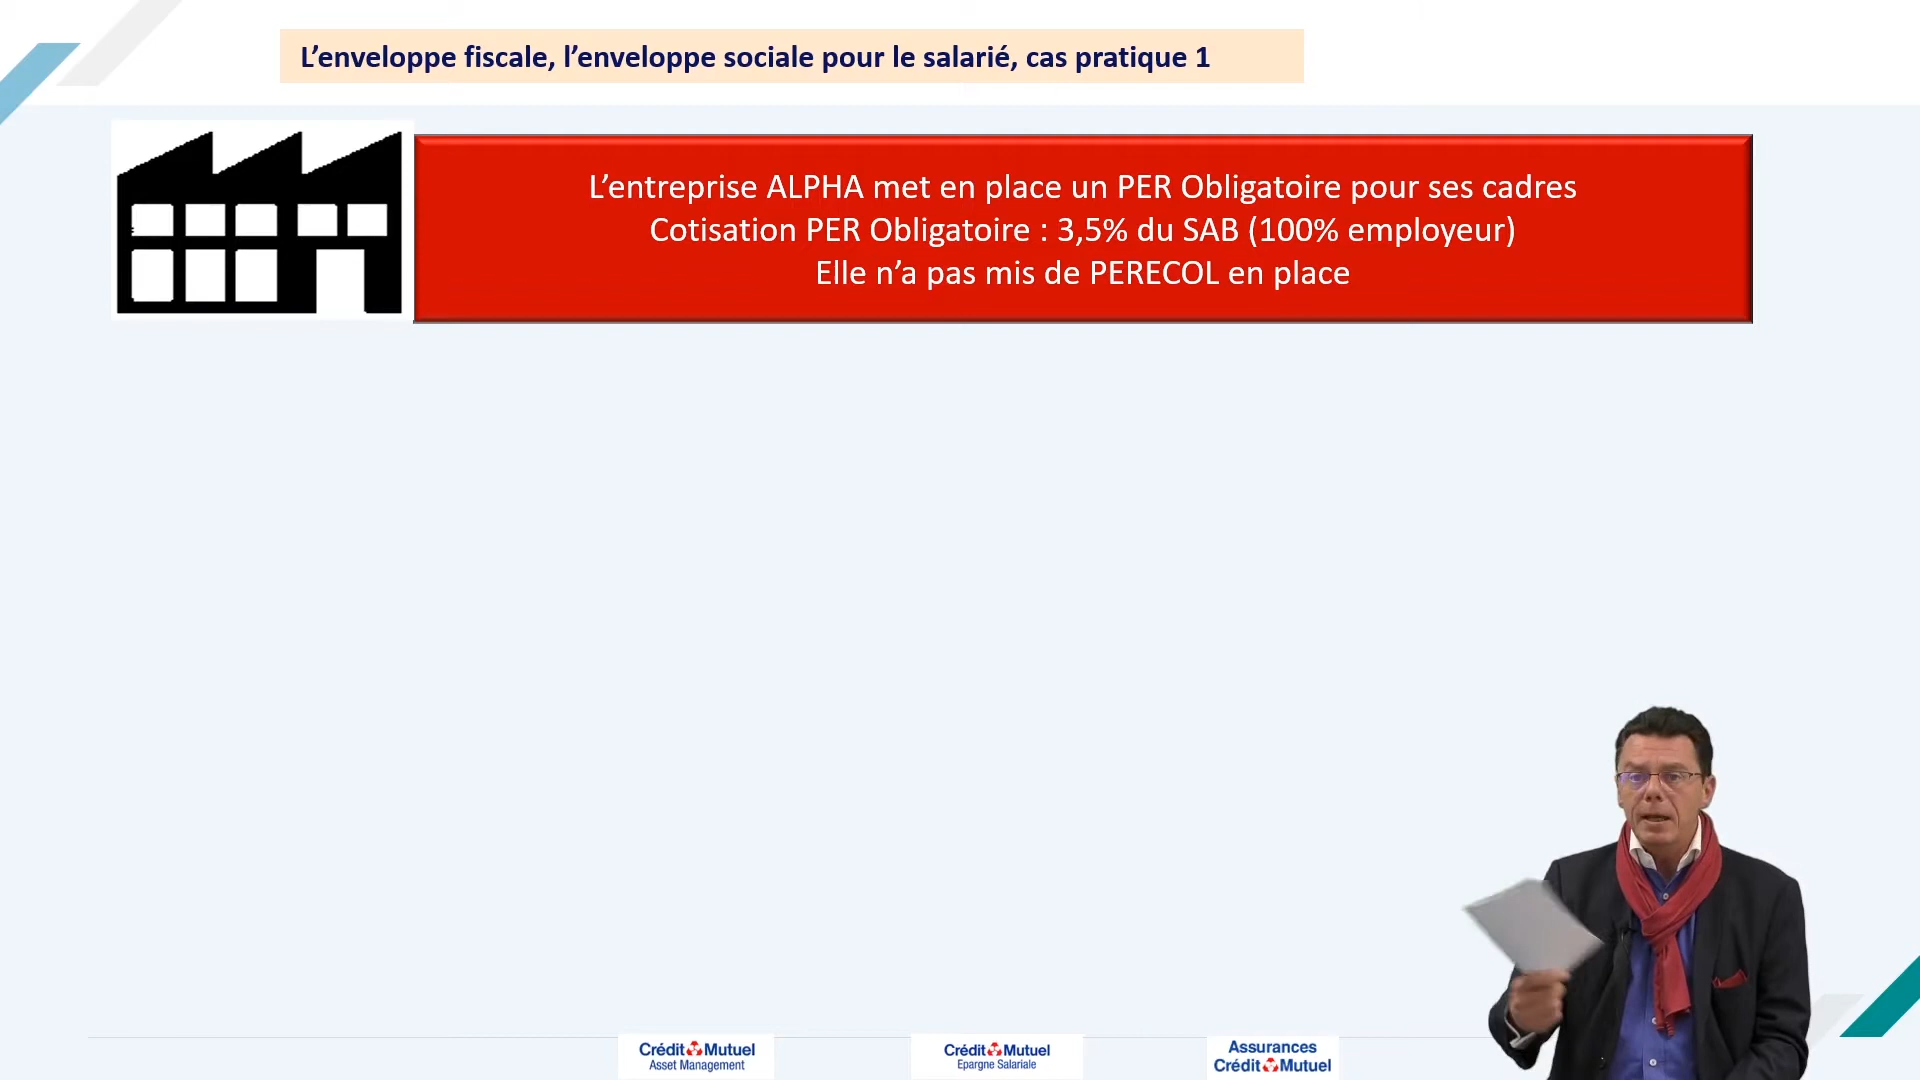 L’enveloppe fiscale, l’enveloppe sociale pour le salarié, cas pratique 1
L’entreprise ALPHA met en place un PER Obligatoire pour ses cadres
Cotisation PER Obligatoire : 3,5% du SAB (100% employeur)
Elle n’a pas mis de PERECOL en place
Crédit Mutuel
Asset Management
Crédit Mutuel
Epargne Salariale
Assurances
Crédit Mutuel